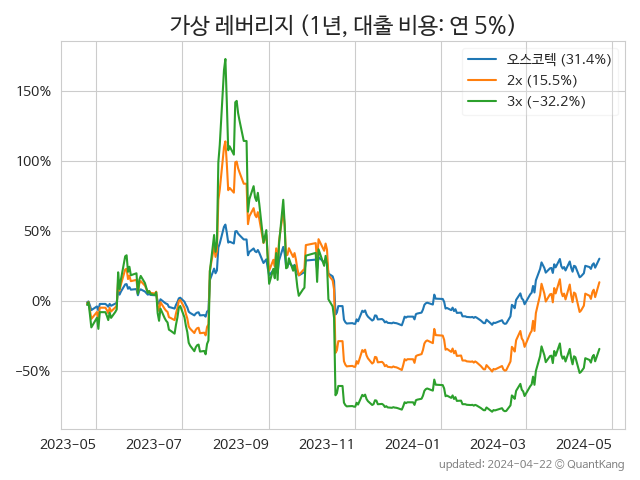 가상 레버리지 (1년, 대출 비용: 연 5%)
오스코텍 (31.4%)
2x (15.5%)
3x (−32.2%)
150%
100%
50%
0%
−50%
2023−05 2023−07 2023−09 2023−11 2024−01 2024−03 2024−05
updated: 2024−04−22 © QuantKang